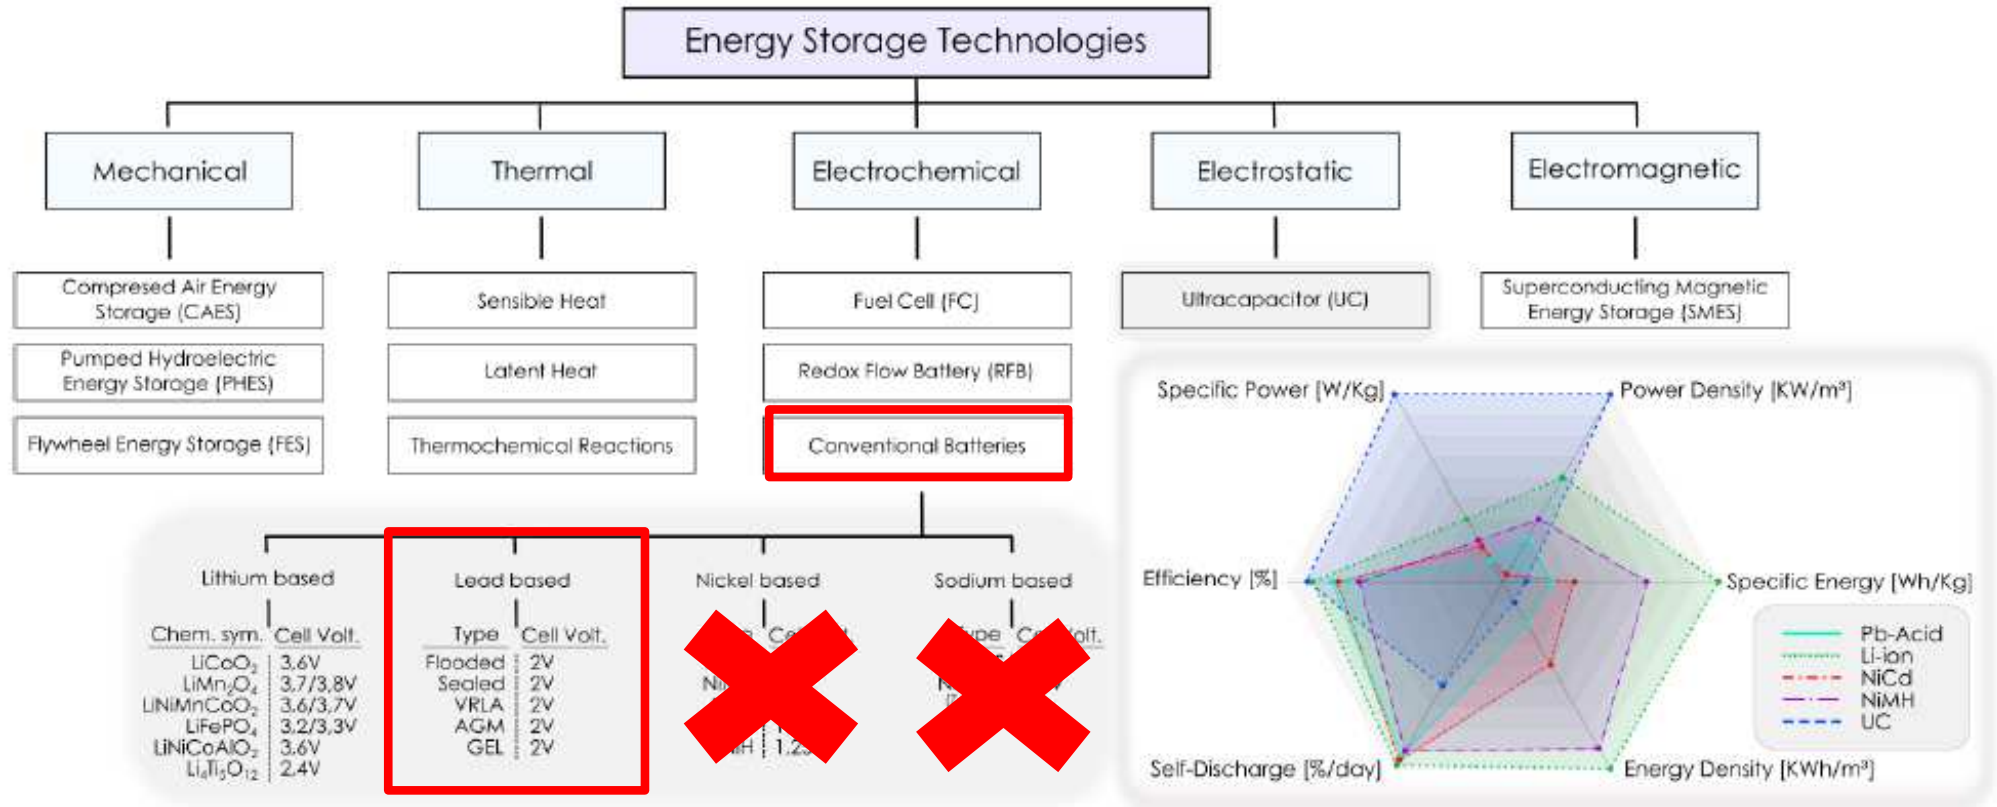 Energy Storage Technologies
Mechanical
Thermal
Electrochemical
Electrostatic
Electromagnetic
Compresed Air Energy
Storage (CAES)
Pumped Hydroelectric
Energy Storage (PHES)
Flywheel Energy Storage (FES)
Sensible Heat
Latent Heat
Thermochemical Reactions
Fuel Cell (FC)
Redox Flow Battery (RFB)
Conventional Batteries
Ultracapacitor (UC)
Superconducting Magnetic
Energy Storage (SMES)
Lithium based
Chem. sym. Cell Volt.
LiCoO₂ 3,6V
LiMn₂O₄ 3,7/3,8V
LiNiMnCoO₂ 3,6/3,7V
LiFePO₄ 3,2/3,3V
LiNiCoAlO₂ 3,6V
Li₄Ti₅O₁₂ 2,4V
Lead based
Type Cell Volt.
Flooded 2V
Sealed 2V
VRLA 2V
AGM 2V
GEL 2V
Nickel based
Sodium based
Specific Power [W/Kg]
Power Density [KW/m³]
Efficiency [%]
Specific Energy [Wh/Kg]
Self-Discharge [%/day]
Energy Density [KWh/m³]
Pb-Acid
Li-ion
NiCd
NiMH
UC